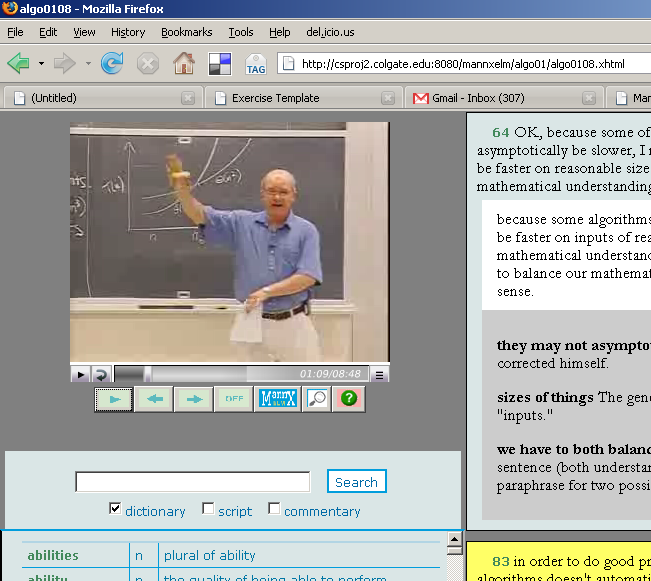 algo0108 - Mozilla Firefox
File Edit View History Bookmarks Tools Help del.icio.us
TAG http://csproj2.colgate.edu:8080/mannxelm/algo01/algo0108.xhtml
(Untitled) Exercise Template Gmail - Inbox (307) Mar
T(n) θ(n²)
n n₀
01:09/08:48
OFF MannX ?
Search
dictionary script commentary
abilities n plural of ability
ability n the quality of being able to perform
64 OK, because some of
asymptotically be slower, I
be faster on reasonable size
mathematical understanding
because some algorithms
be faster on inputs of rea
mathematical understand
to balance our mathemat
sense.
they may not asympto
corrected himself.
sizes of things The gene
"inputs."
we have to both balanc
sentence (both understan
paraphrase for two possi
83 in order to do good pr
algorithms doesn't automati